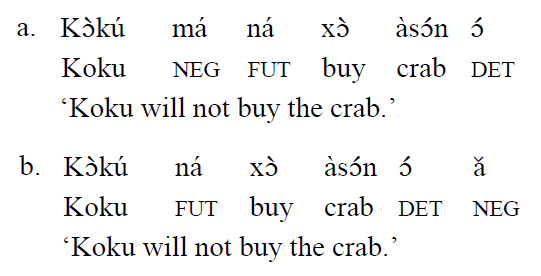 a. Kɔ̀kú má ná xɔ̀ àsɔ́n ɔ́
Koku NEG FUT buy crab DET
‘Koku will not buy the crab.’
b. Kɔ̀kú ná xɔ̀ àsɔ́n ɔ́ ǎ
Koku FUT buy crab DET NEG
‘Koku will not buy the crab.’